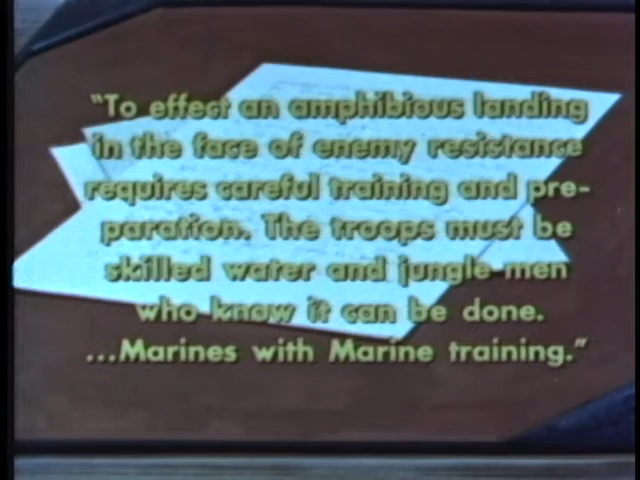 "To effect an amphibious landing
in the face of enemy resistance
requires careful training and pre-
paration. The troops must be
skilled water and jungle-men
who know it can be done.
...Marines with Marine training."